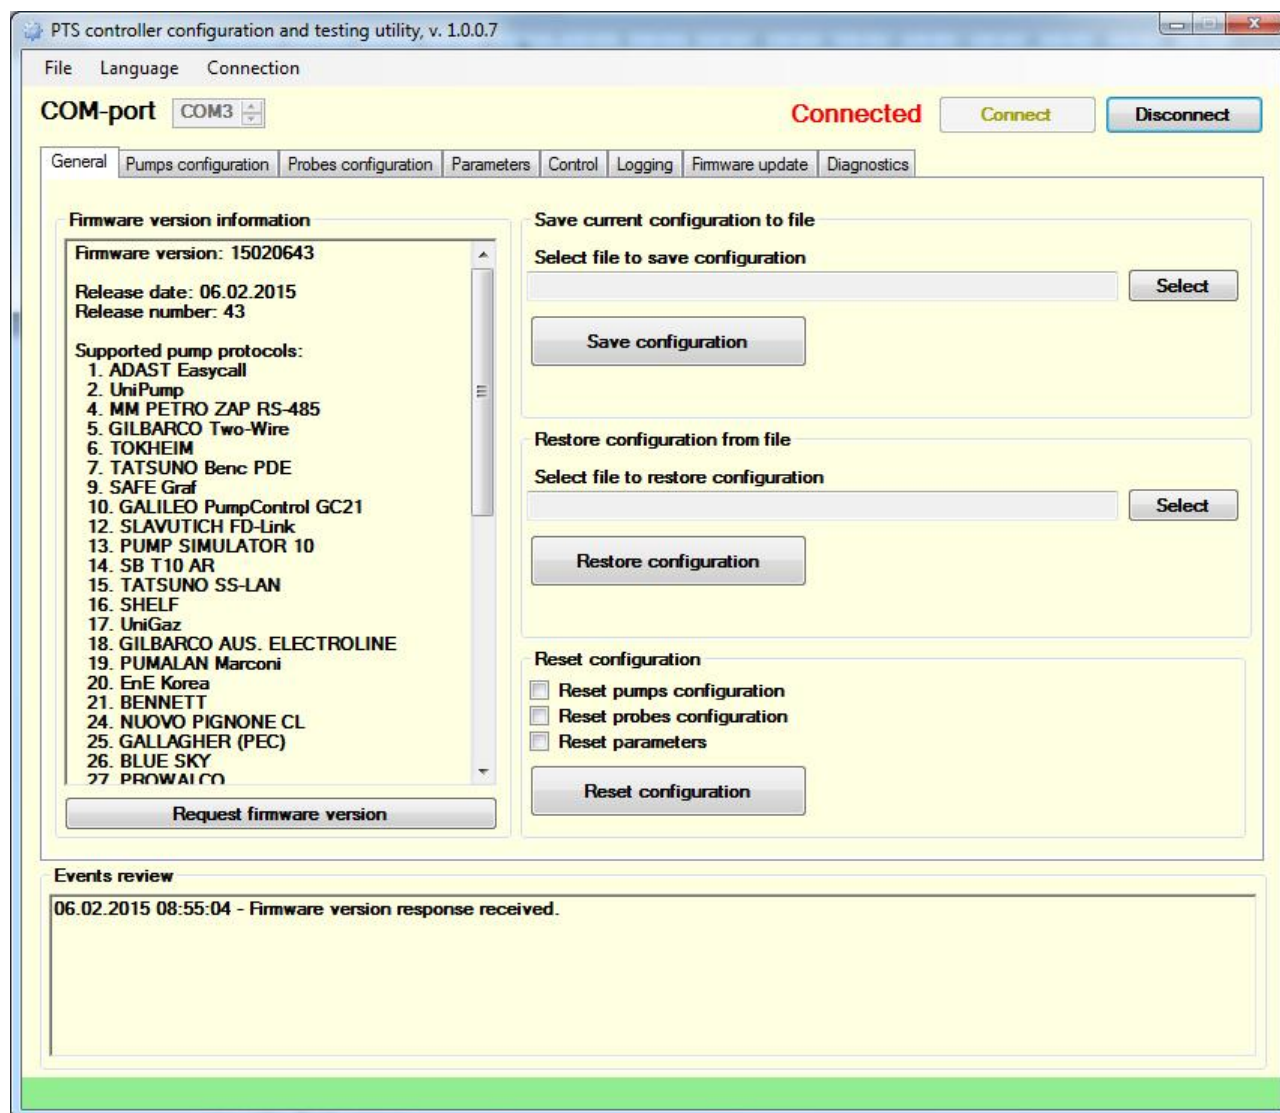 PTS controller configuration and testing utility, v. 1.0.0.7
File Language Connection
COM-port COM3 Connected Connect Disconnect
General Pumps configuration Probes configuration Parameters Control Logging Firmware update Diagnostics
Firmware version information
Firmware version: 15020643
Release date: 06.02.2015
Release number: 43
Supported pump protocols:
1. ADAST Easycall
2. UniPump
4. MM PETRO ZAP RS-485
5. GILBARCO Two-Wire
6. TOKHEIM
7. TATSUNO Benc PDE
9. SAFE Graf
10. GALILEO PumpControl GC21
12. SLAVUTICH FD-Link
13. PUMP SIMULATOR 10
14. SB T10 AR
15. TATSUNO SS-LAN
16. SHELF
17. UniGaz
18. GILBARCO AUS. ELECTROLINE
19. PUMALAN Marconi
20. EnE Korea
21. BENNETT
24. NUOVO PIGNONE CL
25. GALLAGHER (PEC)
26. BLUE SKY
27. PROWALCO
Request firmware version
Save current configuration to file
Select file to save configuration
Select
Save configuration
Restore configuration from file
Select file to restore configuration
Select
Restore configuration
Reset configuration
Reset pumps configuration
Reset probes configuration
Reset parameters
Reset configuration
Events review
06.02.2015 08:55:04 - Firmware version response received.